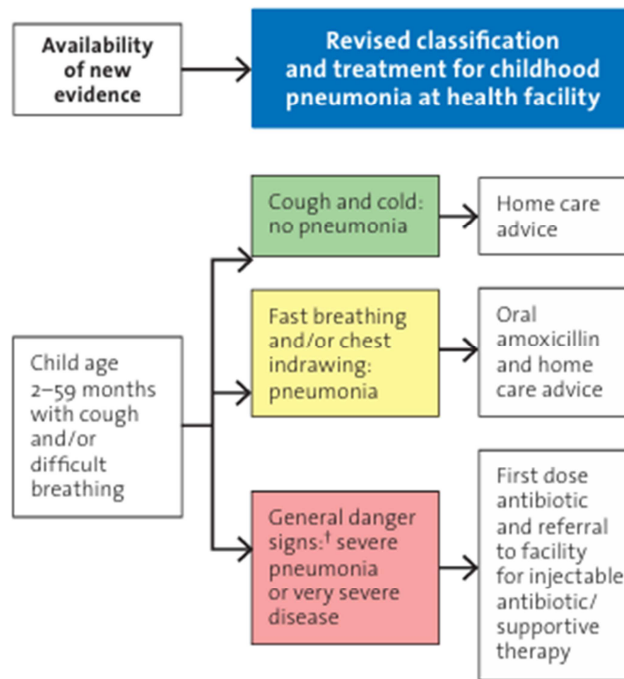 Availability
of new
evidence
Revised classification
and treatment for childhood
pneumonia at health facility
Child age
2–59 months
with cough
and/or
difficult
breathing
Cough and cold:
no pneumonia
Home care
advice
Fast breathing
and/or chest
indrawing:
pneumonia
Oral
amoxicillin
and home
care advice
General danger
signs:† severe
pneumonia
or very severe
disease
First dose
antibiotic
and referral
to facility
for injectable
antibiotic/
supportive
therapy